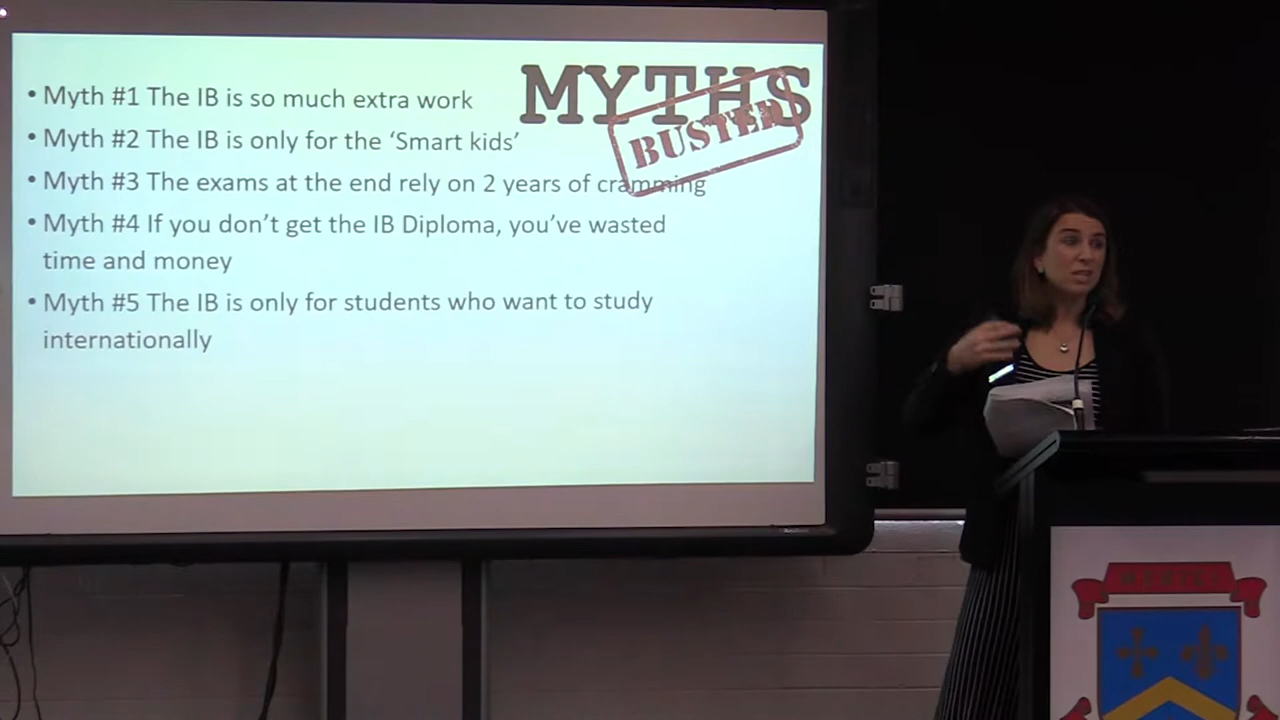 MYTHS
BUSTED
• Myth #1 The IB is so much extra work
• Myth #2 The IB is only for the ‘Smart kids’
• Myth #3 The exams at the end rely on 2 years of cramming
• Myth #4 If you don’t get the IB Diploma, you’ve wasted
time and money
• Myth #5 The IB is only for students who want to study
internationally